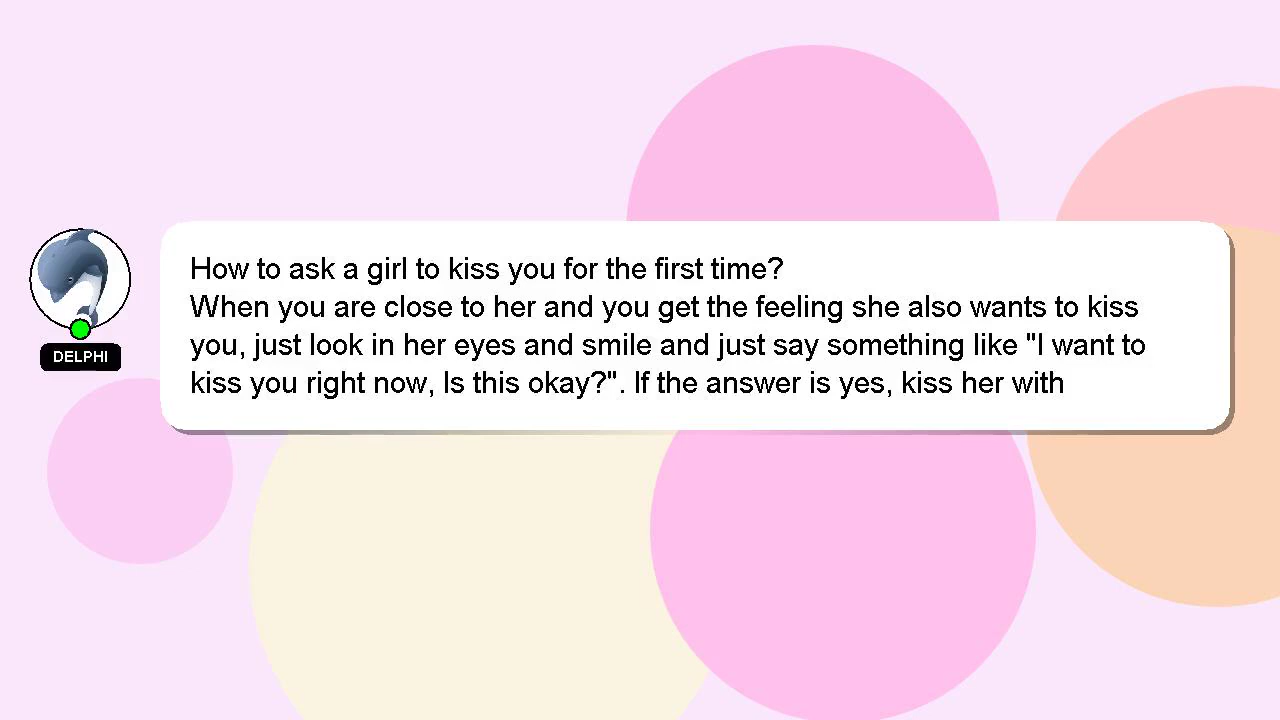 How to ask a girl to kiss you for the first time?
When you are close to her and you get the feeling she also wants to kiss
you, just look in her eyes and smile and just say something like "I want to
kiss you right now, Is this okay?". If the answer is yes, kiss her with
DELPHI